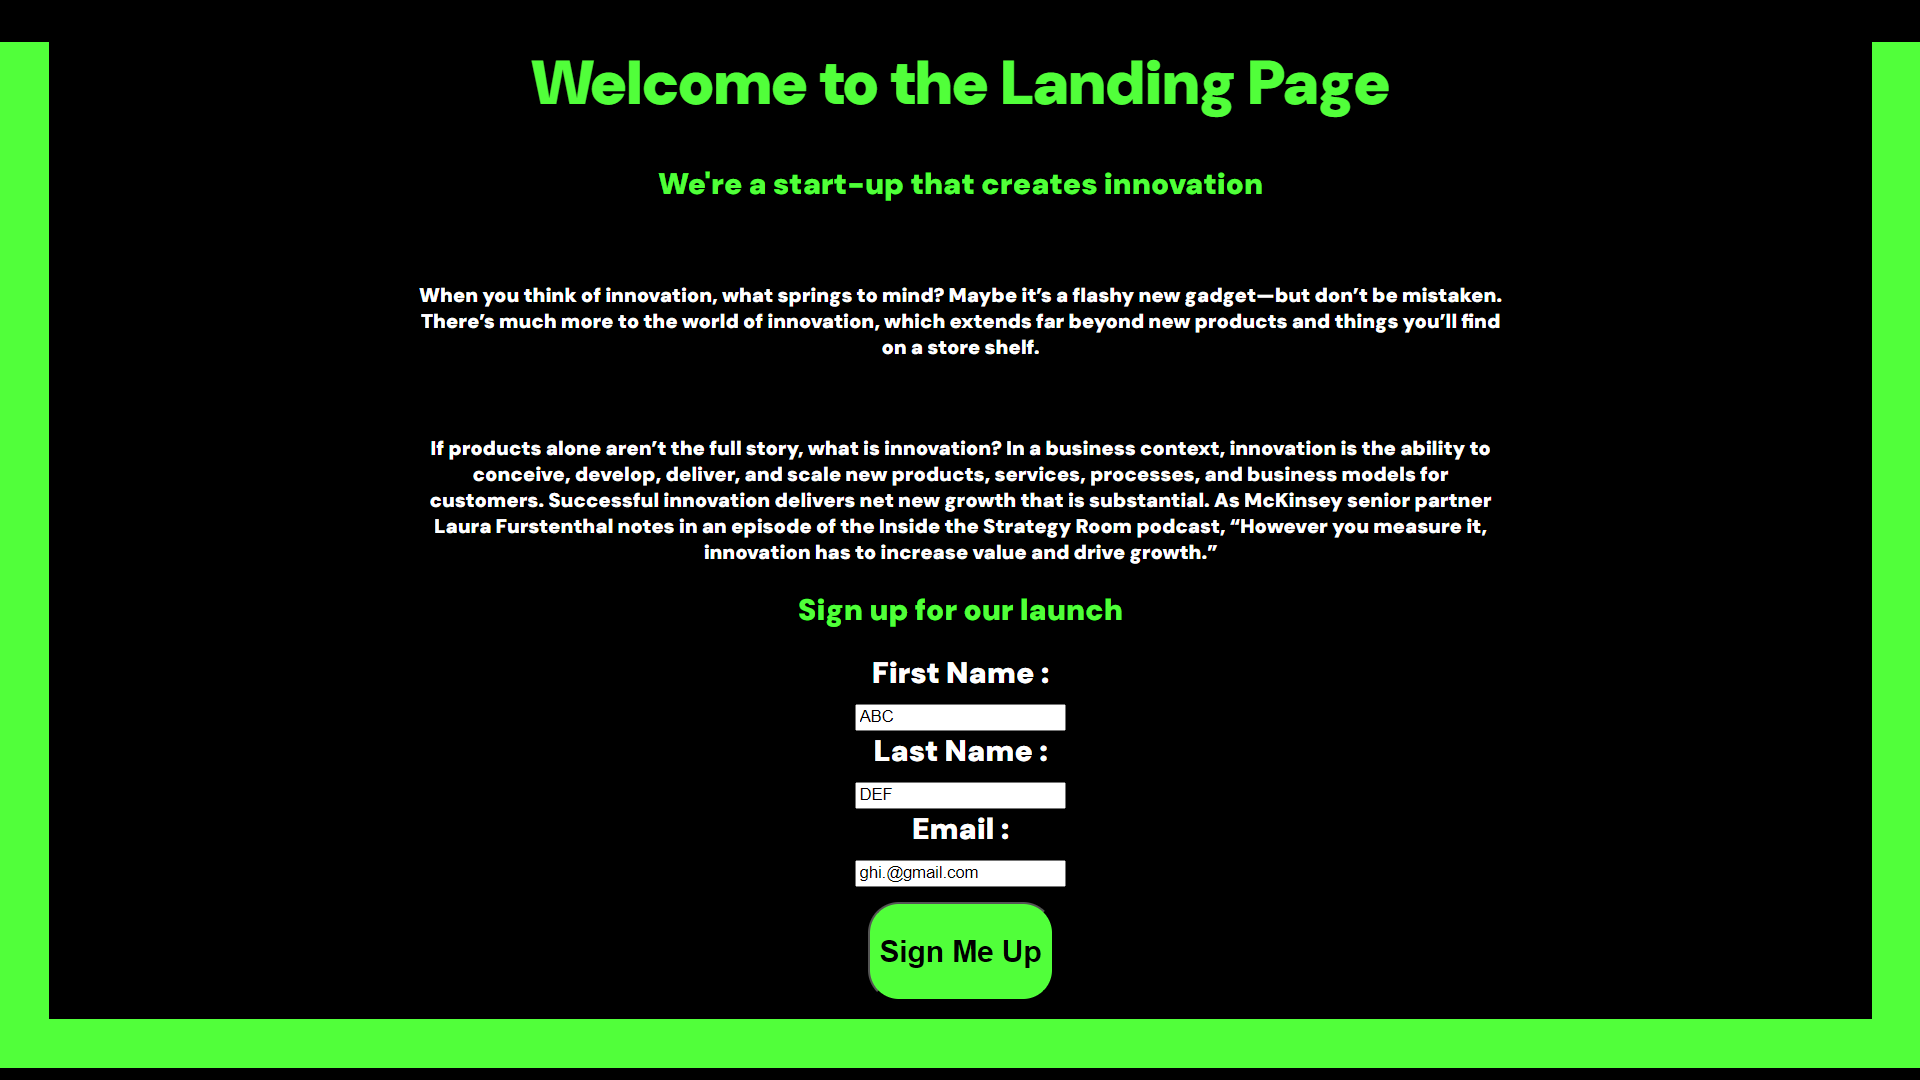 Welcome to the Landing Page
We're a start-up that creates innovation
When you think of innovation, what springs to mind? Maybe it’s a flashy new gadget—but don’t be mistaken.
There’s much more to the world of innovation, which extends far beyond new products and things you’ll find
on a store shelf.
If products alone aren’t the full story, what is innovation? In a business context, innovation is the ability to
conceive, develop, deliver, and scale new products, services, processes, and business models for
customers. Successful innovation delivers net new growth that is substantial. As McKinsey senior partner
Laura Furstenthal notes in an episode of the Inside the Strategy Room podcast, “However you measure it,
innovation has to increase value and drive growth.”
Sign up for our launch
First Name :
ABC
Last Name :
DEF
Email :
ghi.@gmail.com
Sign Me Up